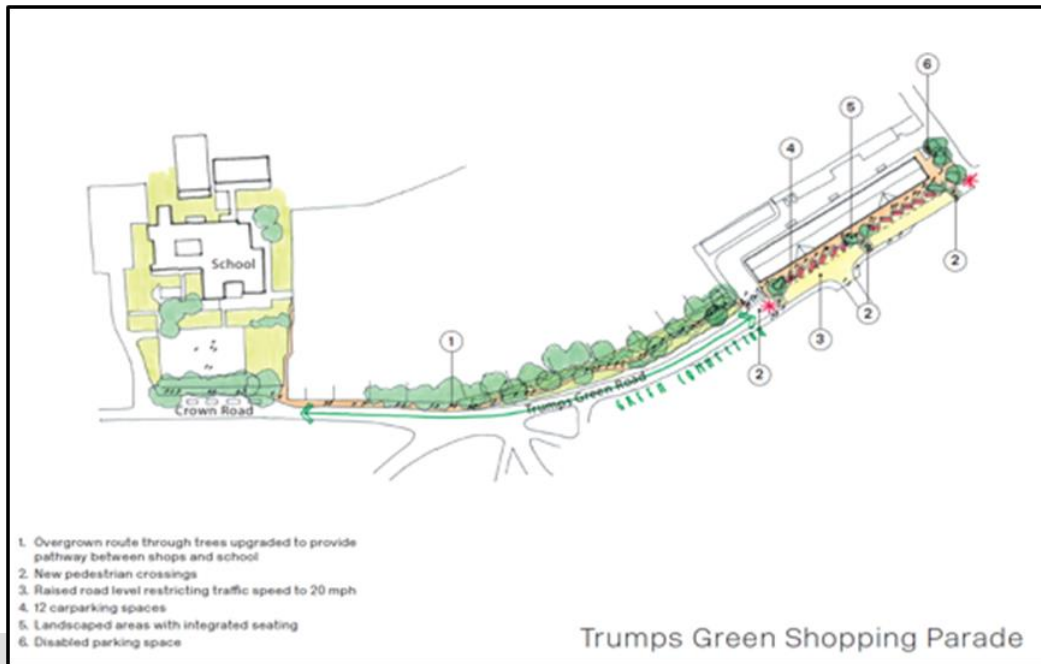 6
5
4
School
2
1
2
3
2
Trumps Green Road
GREEN CONNECTION
Crown Road
1. Overgrown route through trees upgraded to provide
pathway between shops and school
2. New pedestrian crossings
3. Raised road level restricting traffic speed to 20 mph
4. 12 carparking spaces
5. Landscaped areas with integrated seating
6. Disabled parking space
Trumps Green Shopping Parade